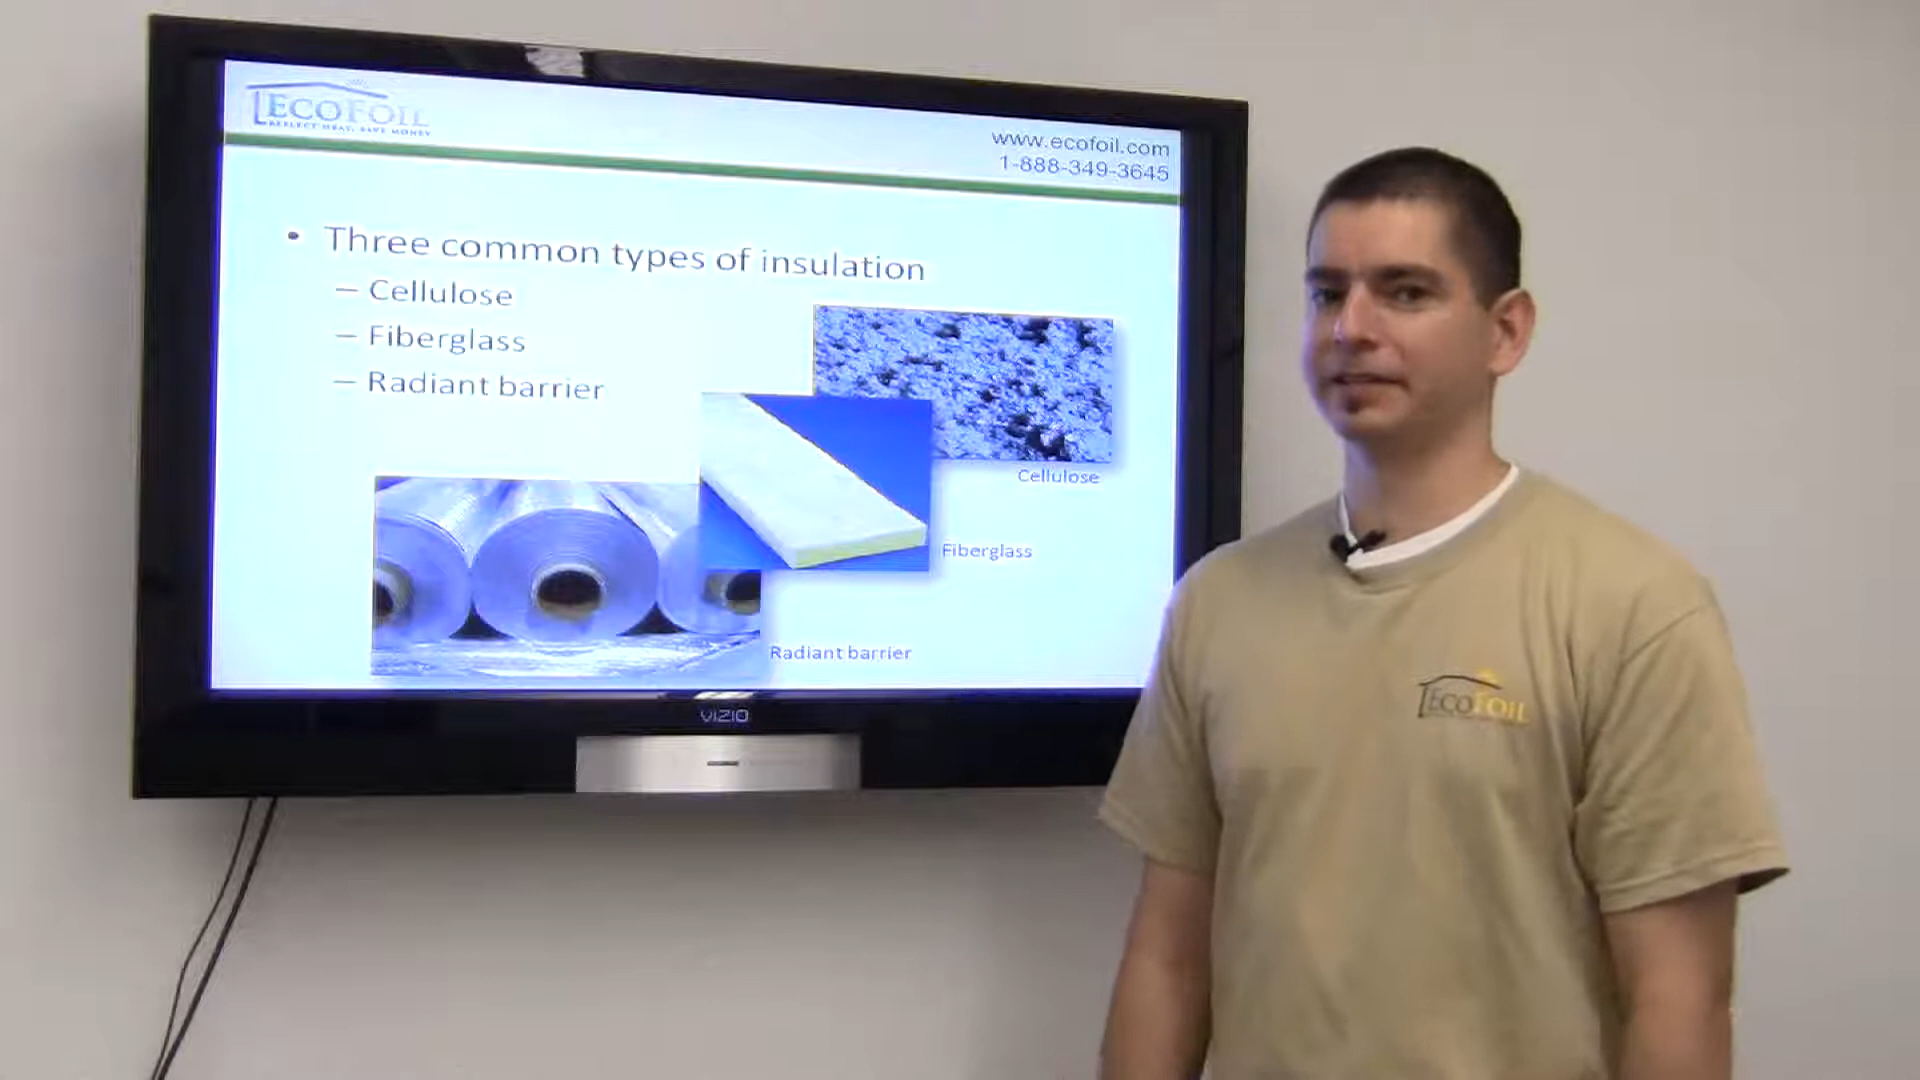 ECOFOIL
REFLECT HEAT, SAVE MONEY
www.ecofoil.com
1-888-349-3645
• Three common types of insulation
– Cellulose
– Fiberglass
– Radiant barrier
Cellulose
Fiberglass
Radiant barrier
VIZIO
ECOFOIL